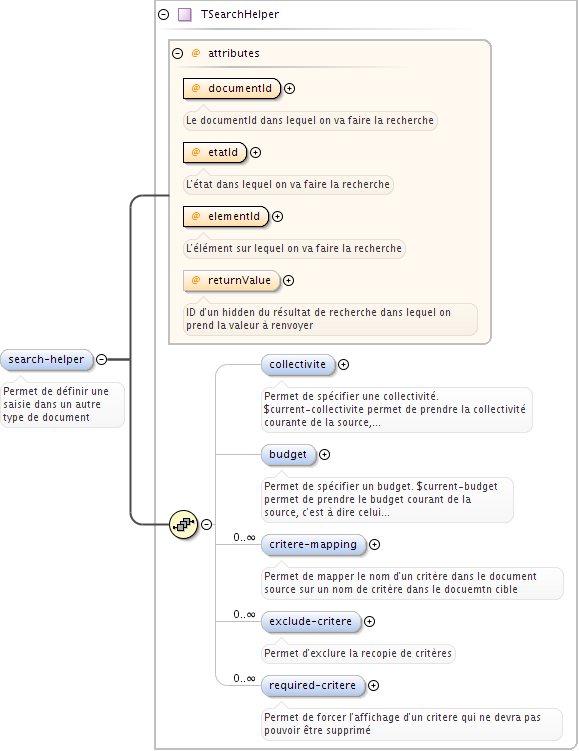 TSearchHelper
@ attributes
@ documentId
Le documentId dans lequel on va faire la recherche
@ etatId
L'état dans lequel on va faire la recherche
@ elementId
L'élément sur lequel on va faire la recherche
@ returnValue
ID d'un hidden du résultat de recherche dans lequel on
prend la valeur à renvoyer
search-helper
Permet de définir une
saisie dans un autre
type de document
collectivite
Permet de spécifier une collectivité.
$current-collectivite permet de prendre la collectivité
courante de la source,...
budget
Permet de spécifier un budget. $current-budget
permet de prendre le budget courant de la
source, c'est à dire celui...
0..∞
critere-mapping
Permet de mapper le nom d'un critère dans le document
source sur un nom de critère dans le docuemtn cible
0..∞
exclude-critere
Permet d'exclure la recopie de critères
0..∞
required-critere
Permet de forcer l'affichage d'un critere qui ne devra pas
pouvoir être supprimé